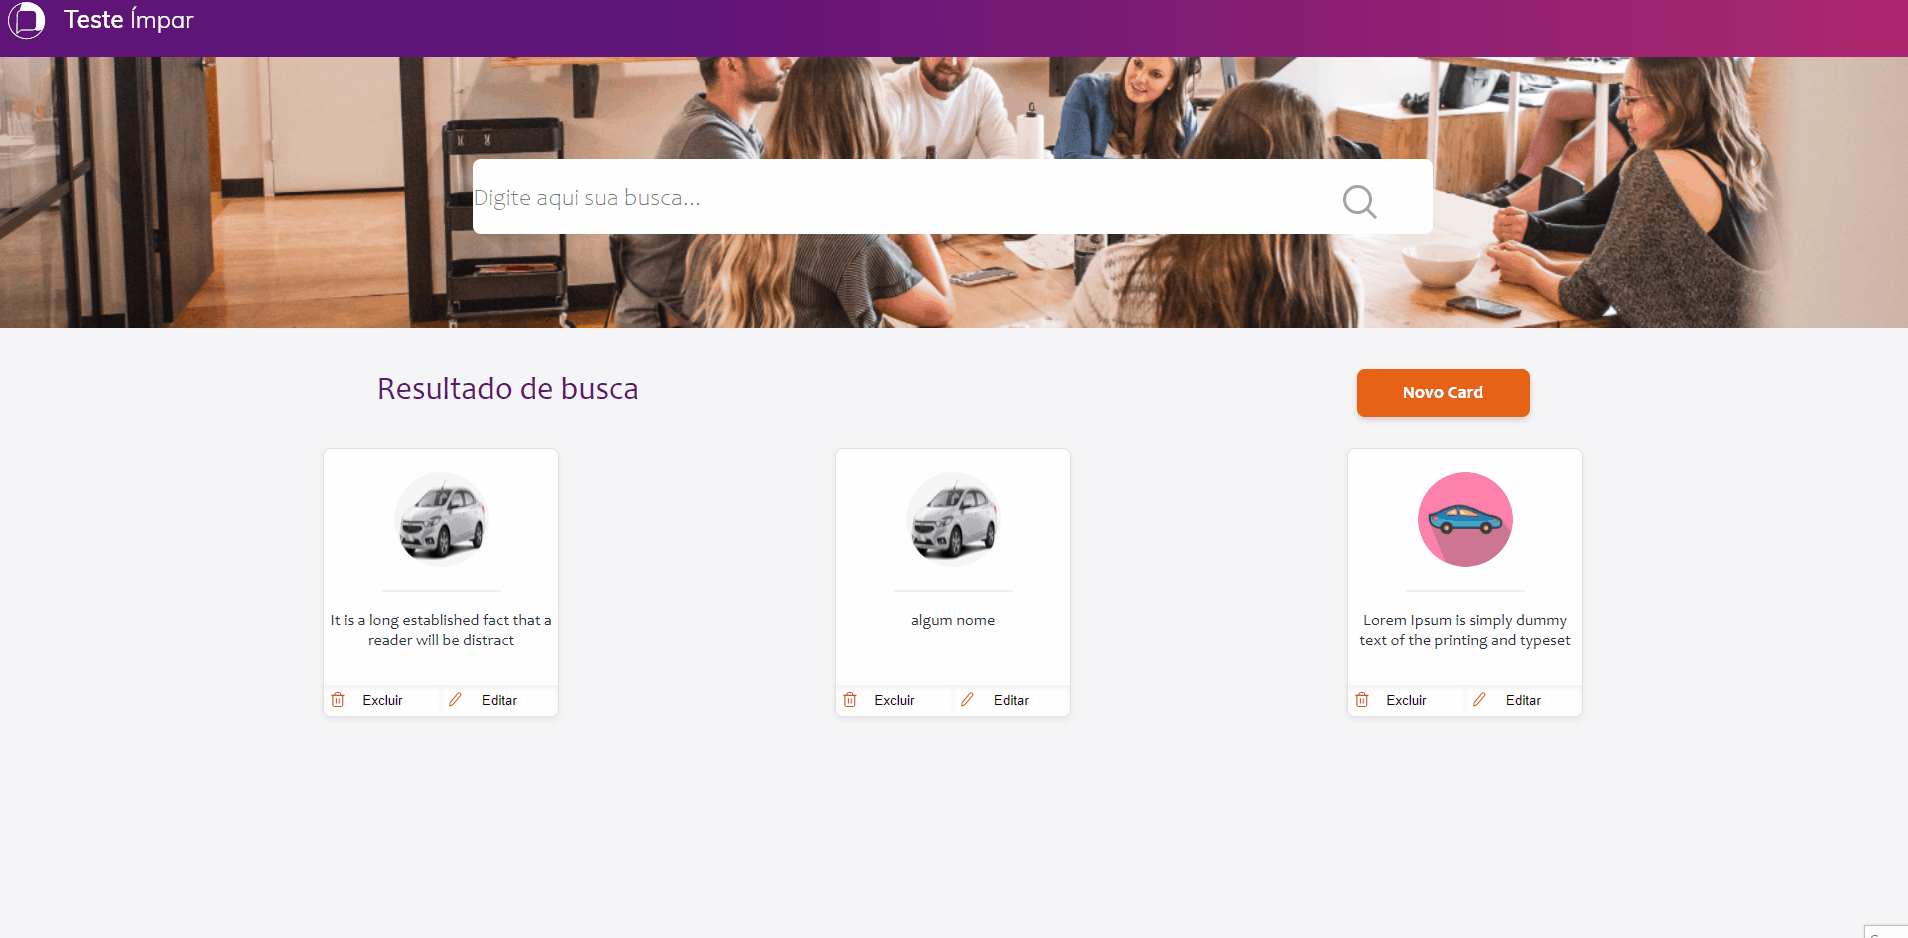 Teste Ímpar
Digite aqui sua busca...
Resultado de busca
Novo Card
It is a long established fact that a
reader will be distract
Excluir
Editar
algum nome
Excluir
Editar
Lorem Ipsum is simply dummy
text of the printing and typeset
Excluir
Editar